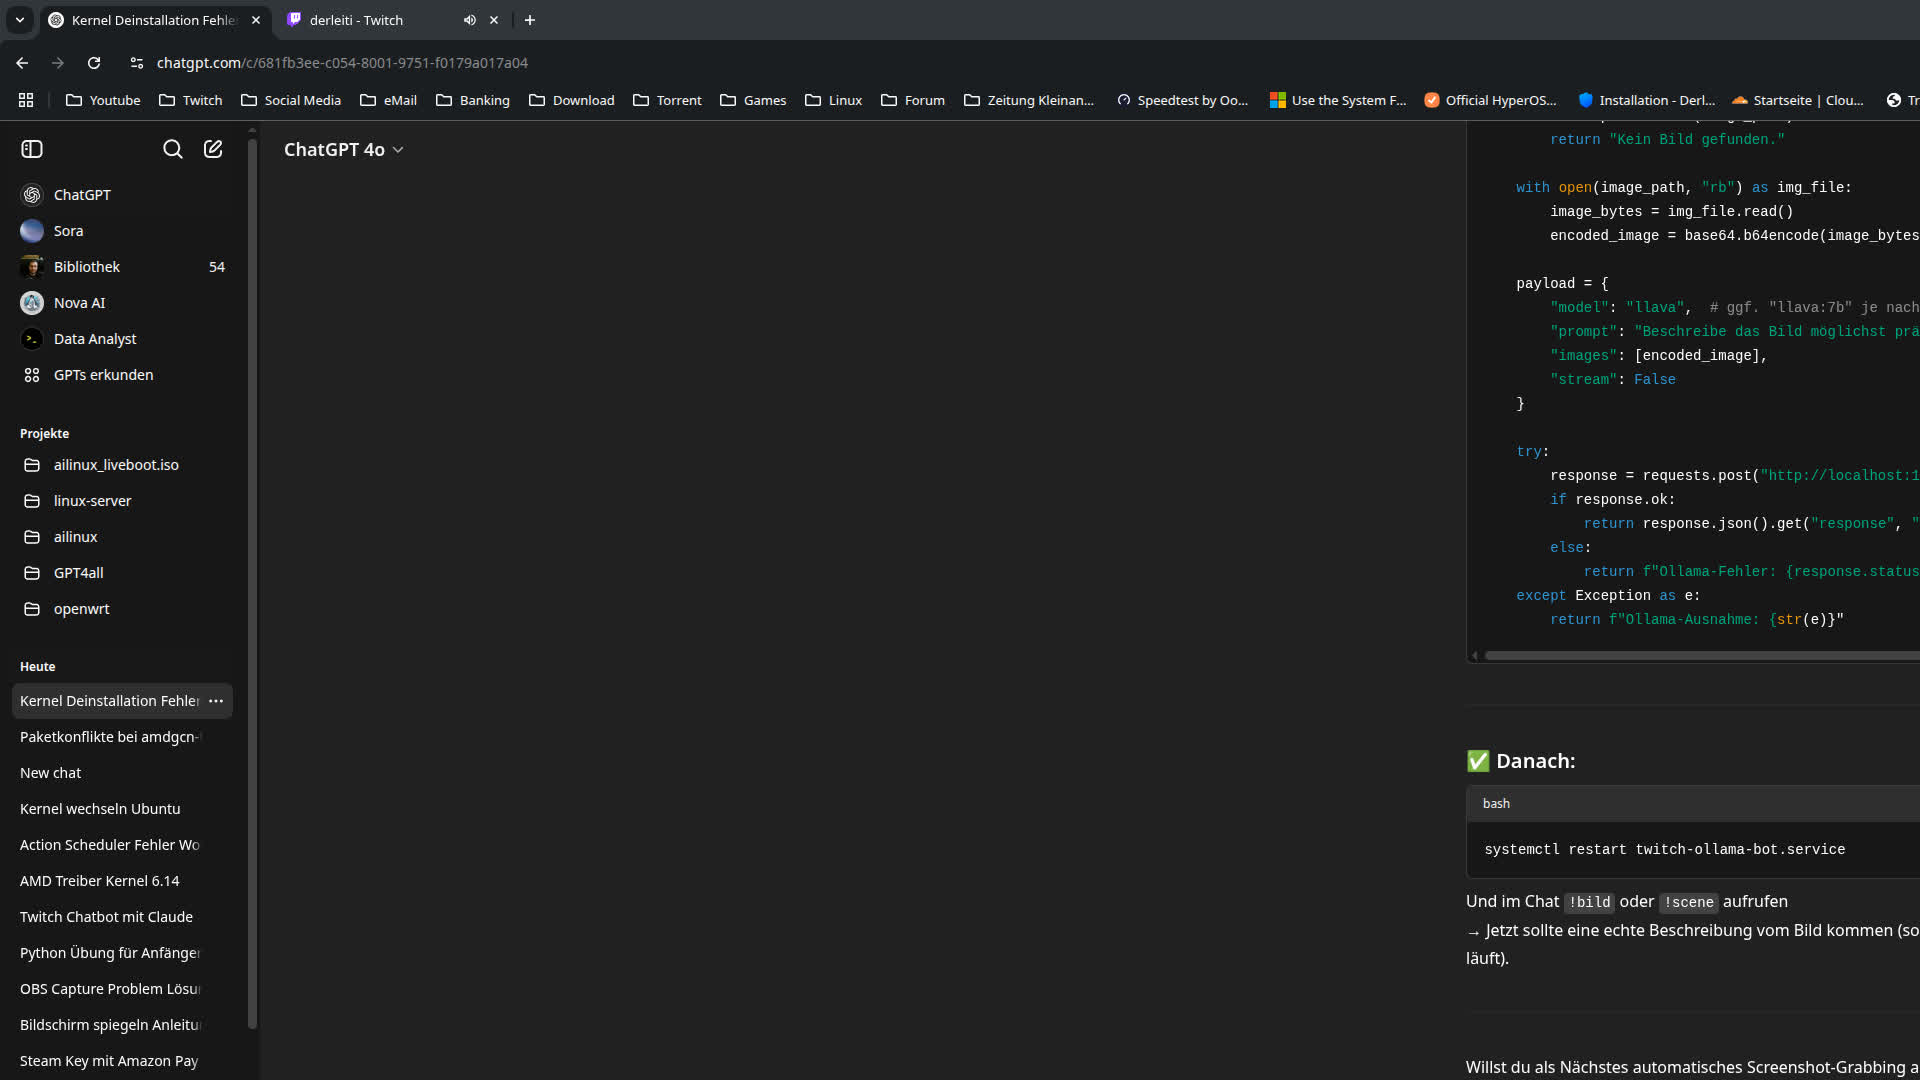 Kernel Deinstallation Fehle
derleiti - Twitch
chatgpt.com/c/681fb3ee-c054-8001-9751-f0179a017a04
Youtube
Twitch
Social Media
eMail
Banking
Download
Torrent
Games
Linux
Forum
Zeitung Kleinan...
Speedtest by Oo...
Use the System F...
Official HyperOS...
Installation - Derl...
Startseite | Clou...
Tr
ChatGPT
Sora
Bibliothek 54
Nova AI
Data Analyst
GPTs erkunden
Projekte
ailinux_liveboot.iso
linux-server
ailinux
GPT4all
openwrt
Heute
Kernel Deinstallation Fehler
Paketkonflikte bei amdgcn-
New chat
Kernel wechseln Ubuntu
Action Scheduler Fehler Wo
AMD Treiber Kernel 6.14
Twitch Chatbot mit Claude
Python Übung für Anfänger
OBS Capture Problem Lösu
Bildschirm spiegeln Anleitu
Steam Key mit Amazon Pay
ChatGPT 4o
return "Kein Bild gefunden."
with open(image_path, "rb") as img_file:
image_bytes = img_file.read()
encoded_image = base64.b64encode(image_bytes
payload = {
"model": "llava",  # ggf. "llava:7b" je nach
"prompt": "Beschreibe das Bild möglichst prä
"images": [encoded_image],
"stream": False
}
try:
response = requests.post("http://localhost:1
if response.ok:
return response.json().get("response", "
else:
return f"Ollama-Fehler: {response.status
except Exception as e:
return f"Ollama-Ausnahme: {str(e)}"
✅ Danach:
bash
systemctl restart twitch-ollama-bot.service
Und im Chat !bild oder !scene aufrufen
→ Jetzt sollte eine echte Beschreibung vom Bild kommen (so
läuft).
Willst du als Nächstes automatisches Screenshot-Grabbing a